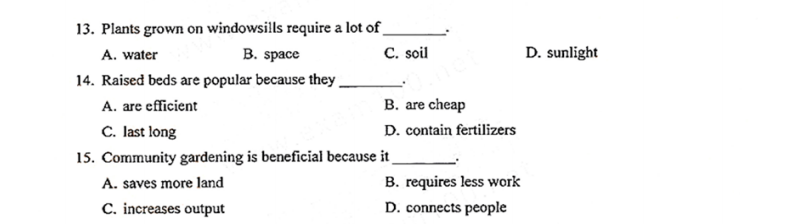 13. Plants grown on windowsills require a lot of ________.
A. water B. space C. soil D. sunlight
14. Raised beds are popular because they ________.
A. are efficient B. are cheap
C. last long D. contain fertilizers
15. Community gardening is beneficial because it ________.
A. saves more land B. requires less work
C. increases output D. connects people